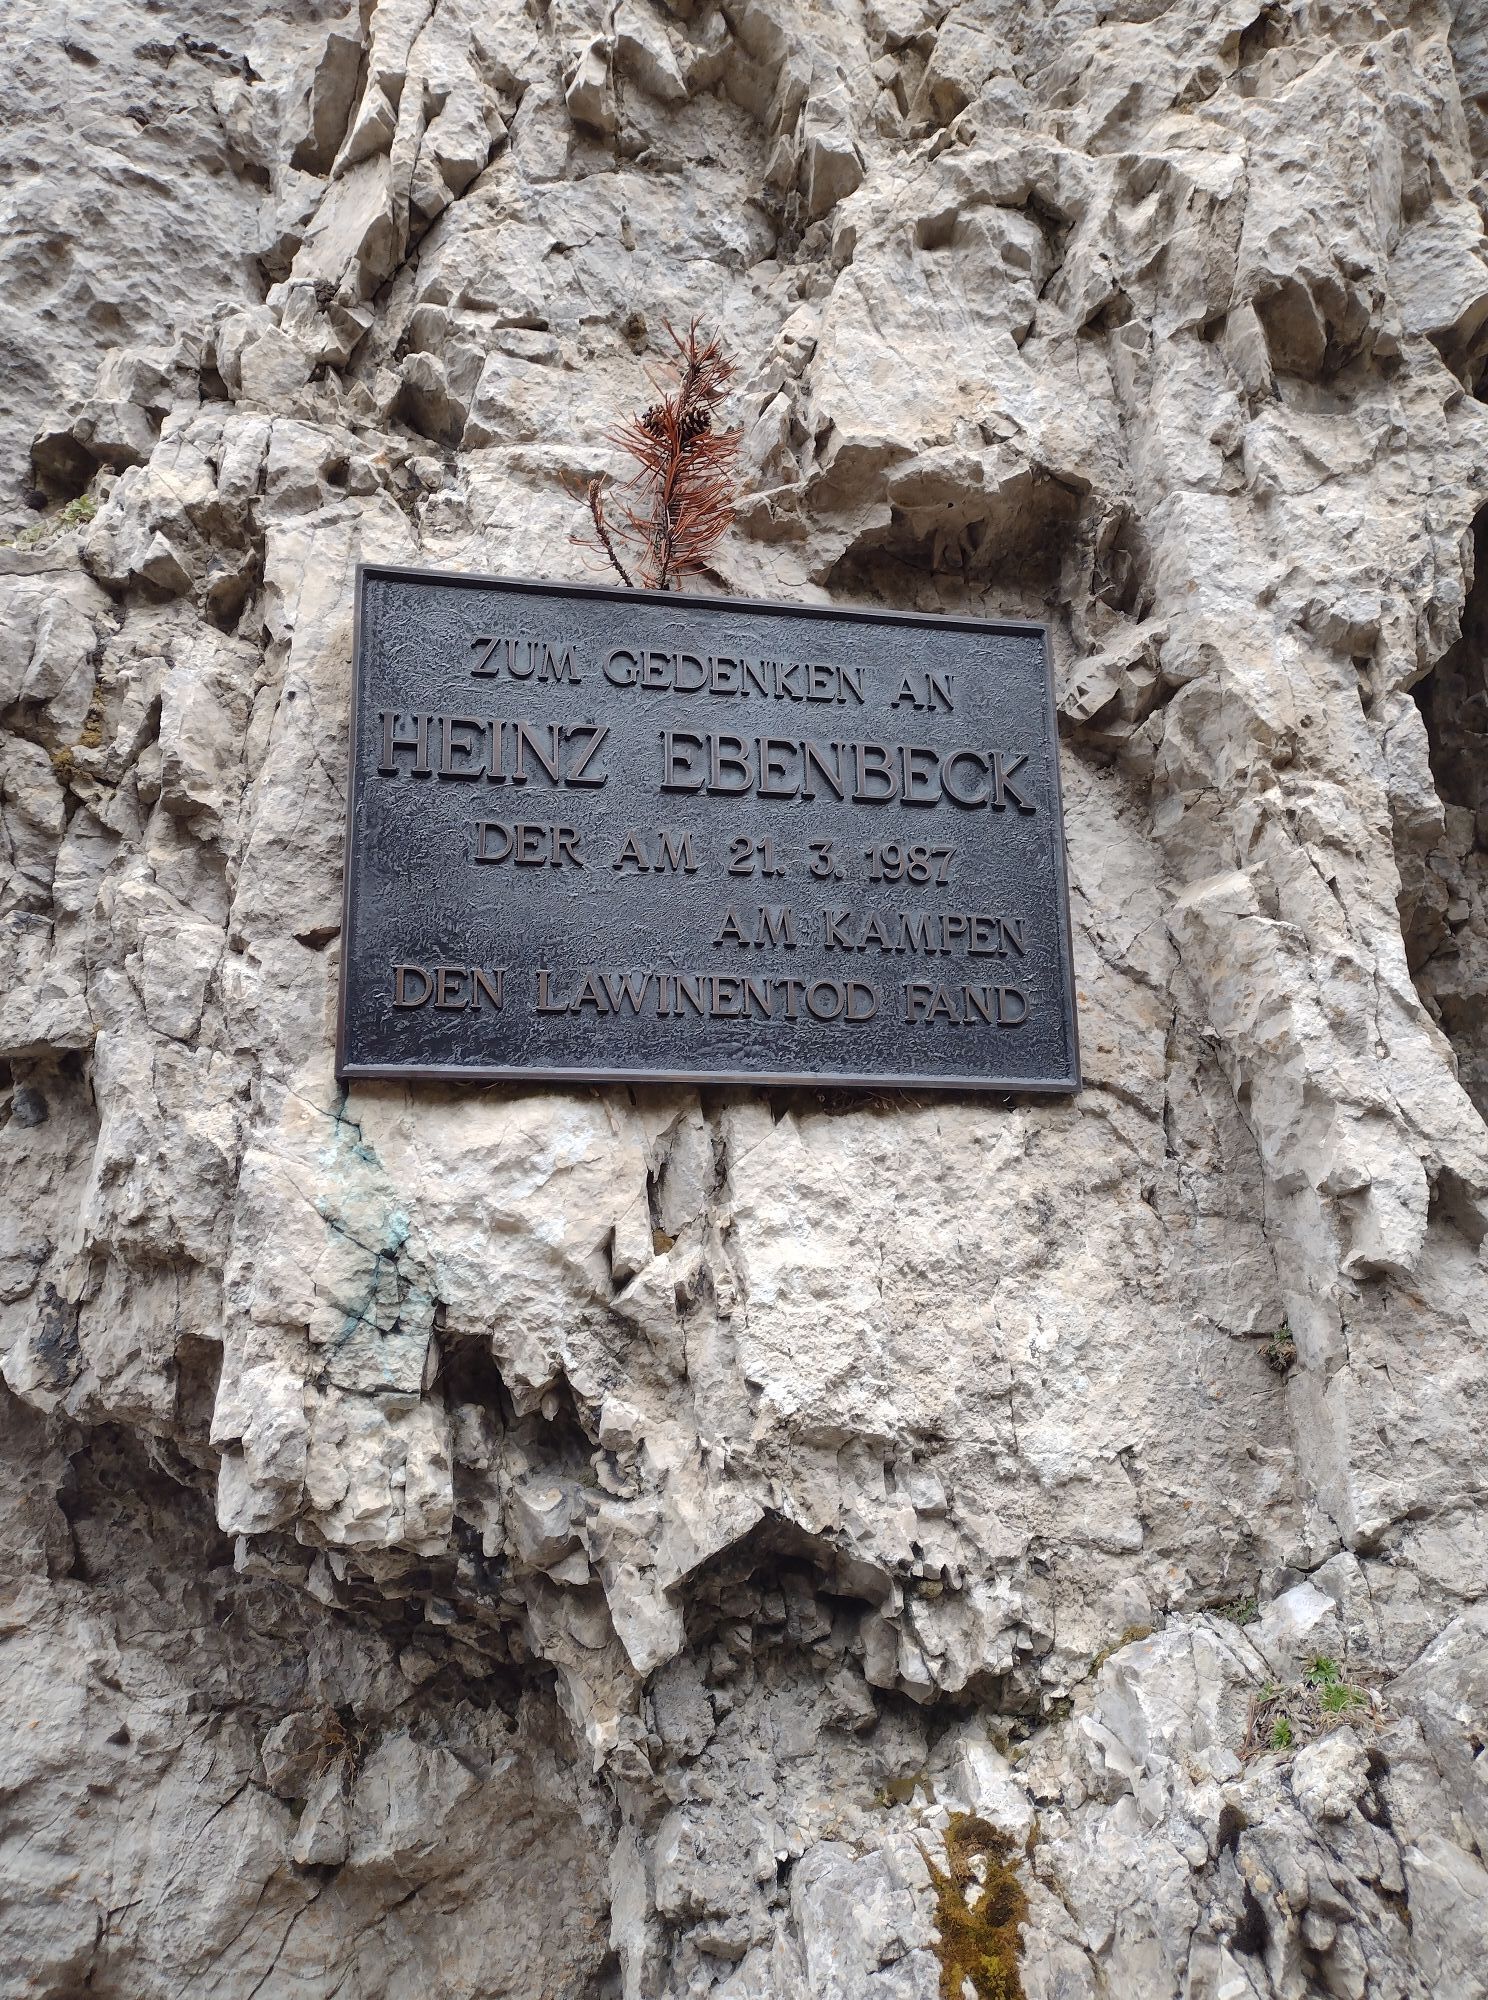 ZUM GEDENKEN AN
HEINZ EBENBECK
DER AM 21. 3. 1987
AM KAMPEN
DEN LAWINENTOD FAND